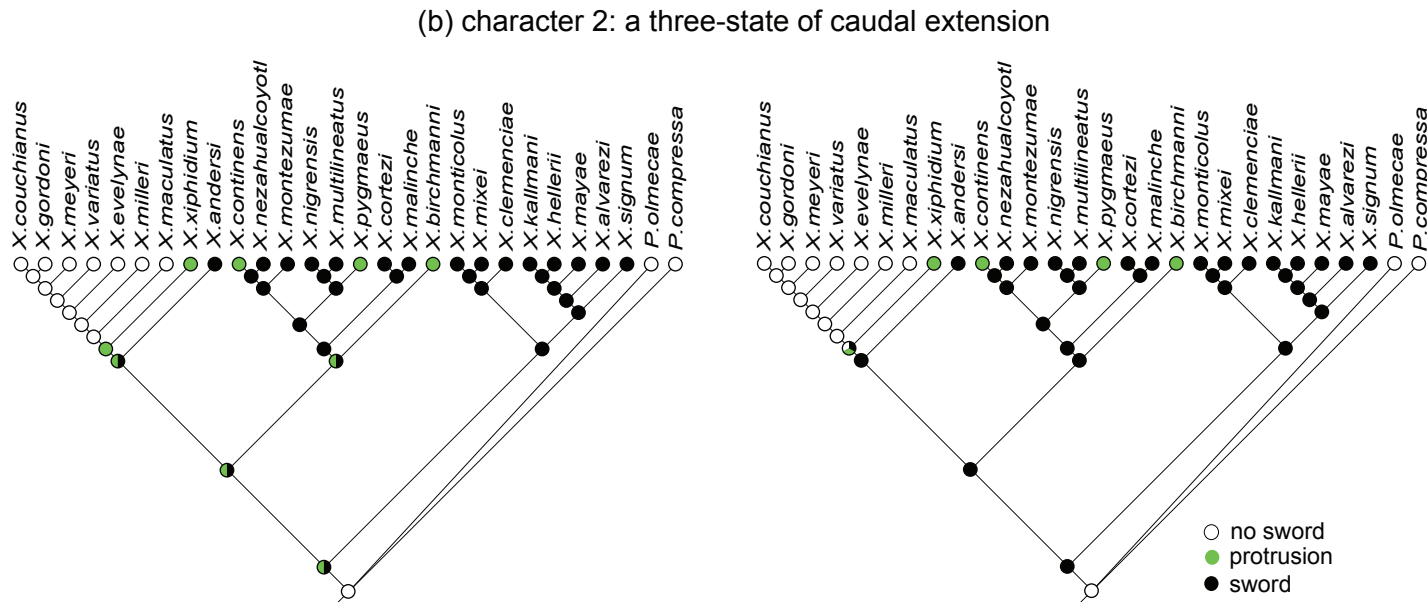 (b) character 2: a three-state of caudal extension
X.couchianus
X.gordoni
X.meyeri
X.variatus
X.evelynae
X.milleri
X.maculatus
X.xiphidium
X.andersi
X.continens
X.nezahualcoyotl
X.montezumae
X.nigrensis
X.multilineatus
X.pygmaeus
X.cortezi
X.malinche
X.birchmanni
X.monticolus
X.mixei
X.clemenciae
X.kallmani
X.hellerii
X.mayae
X.alvarezi
X.signum
P.olmecae
P.compressa
X.couchianus
X.gordoni
X.meyeri
X.variatus
X.evelynae
X.milleri
X.maculatus
X.xiphidium
X.andersi
X.continens
X.nezahualcoyotl
X.montezumae
X.nigrensis
X.multilineatus
X.pygmaeus
X.cortezi
X.malinche
X.birchmanni
X.monticolus
X.mixei
X.clemenciae
X.kallmani
X.hellerii
X.mayae
X.alvarezi
X.signum
P.olmecae
P.compressa
no sword
protrusion
sword